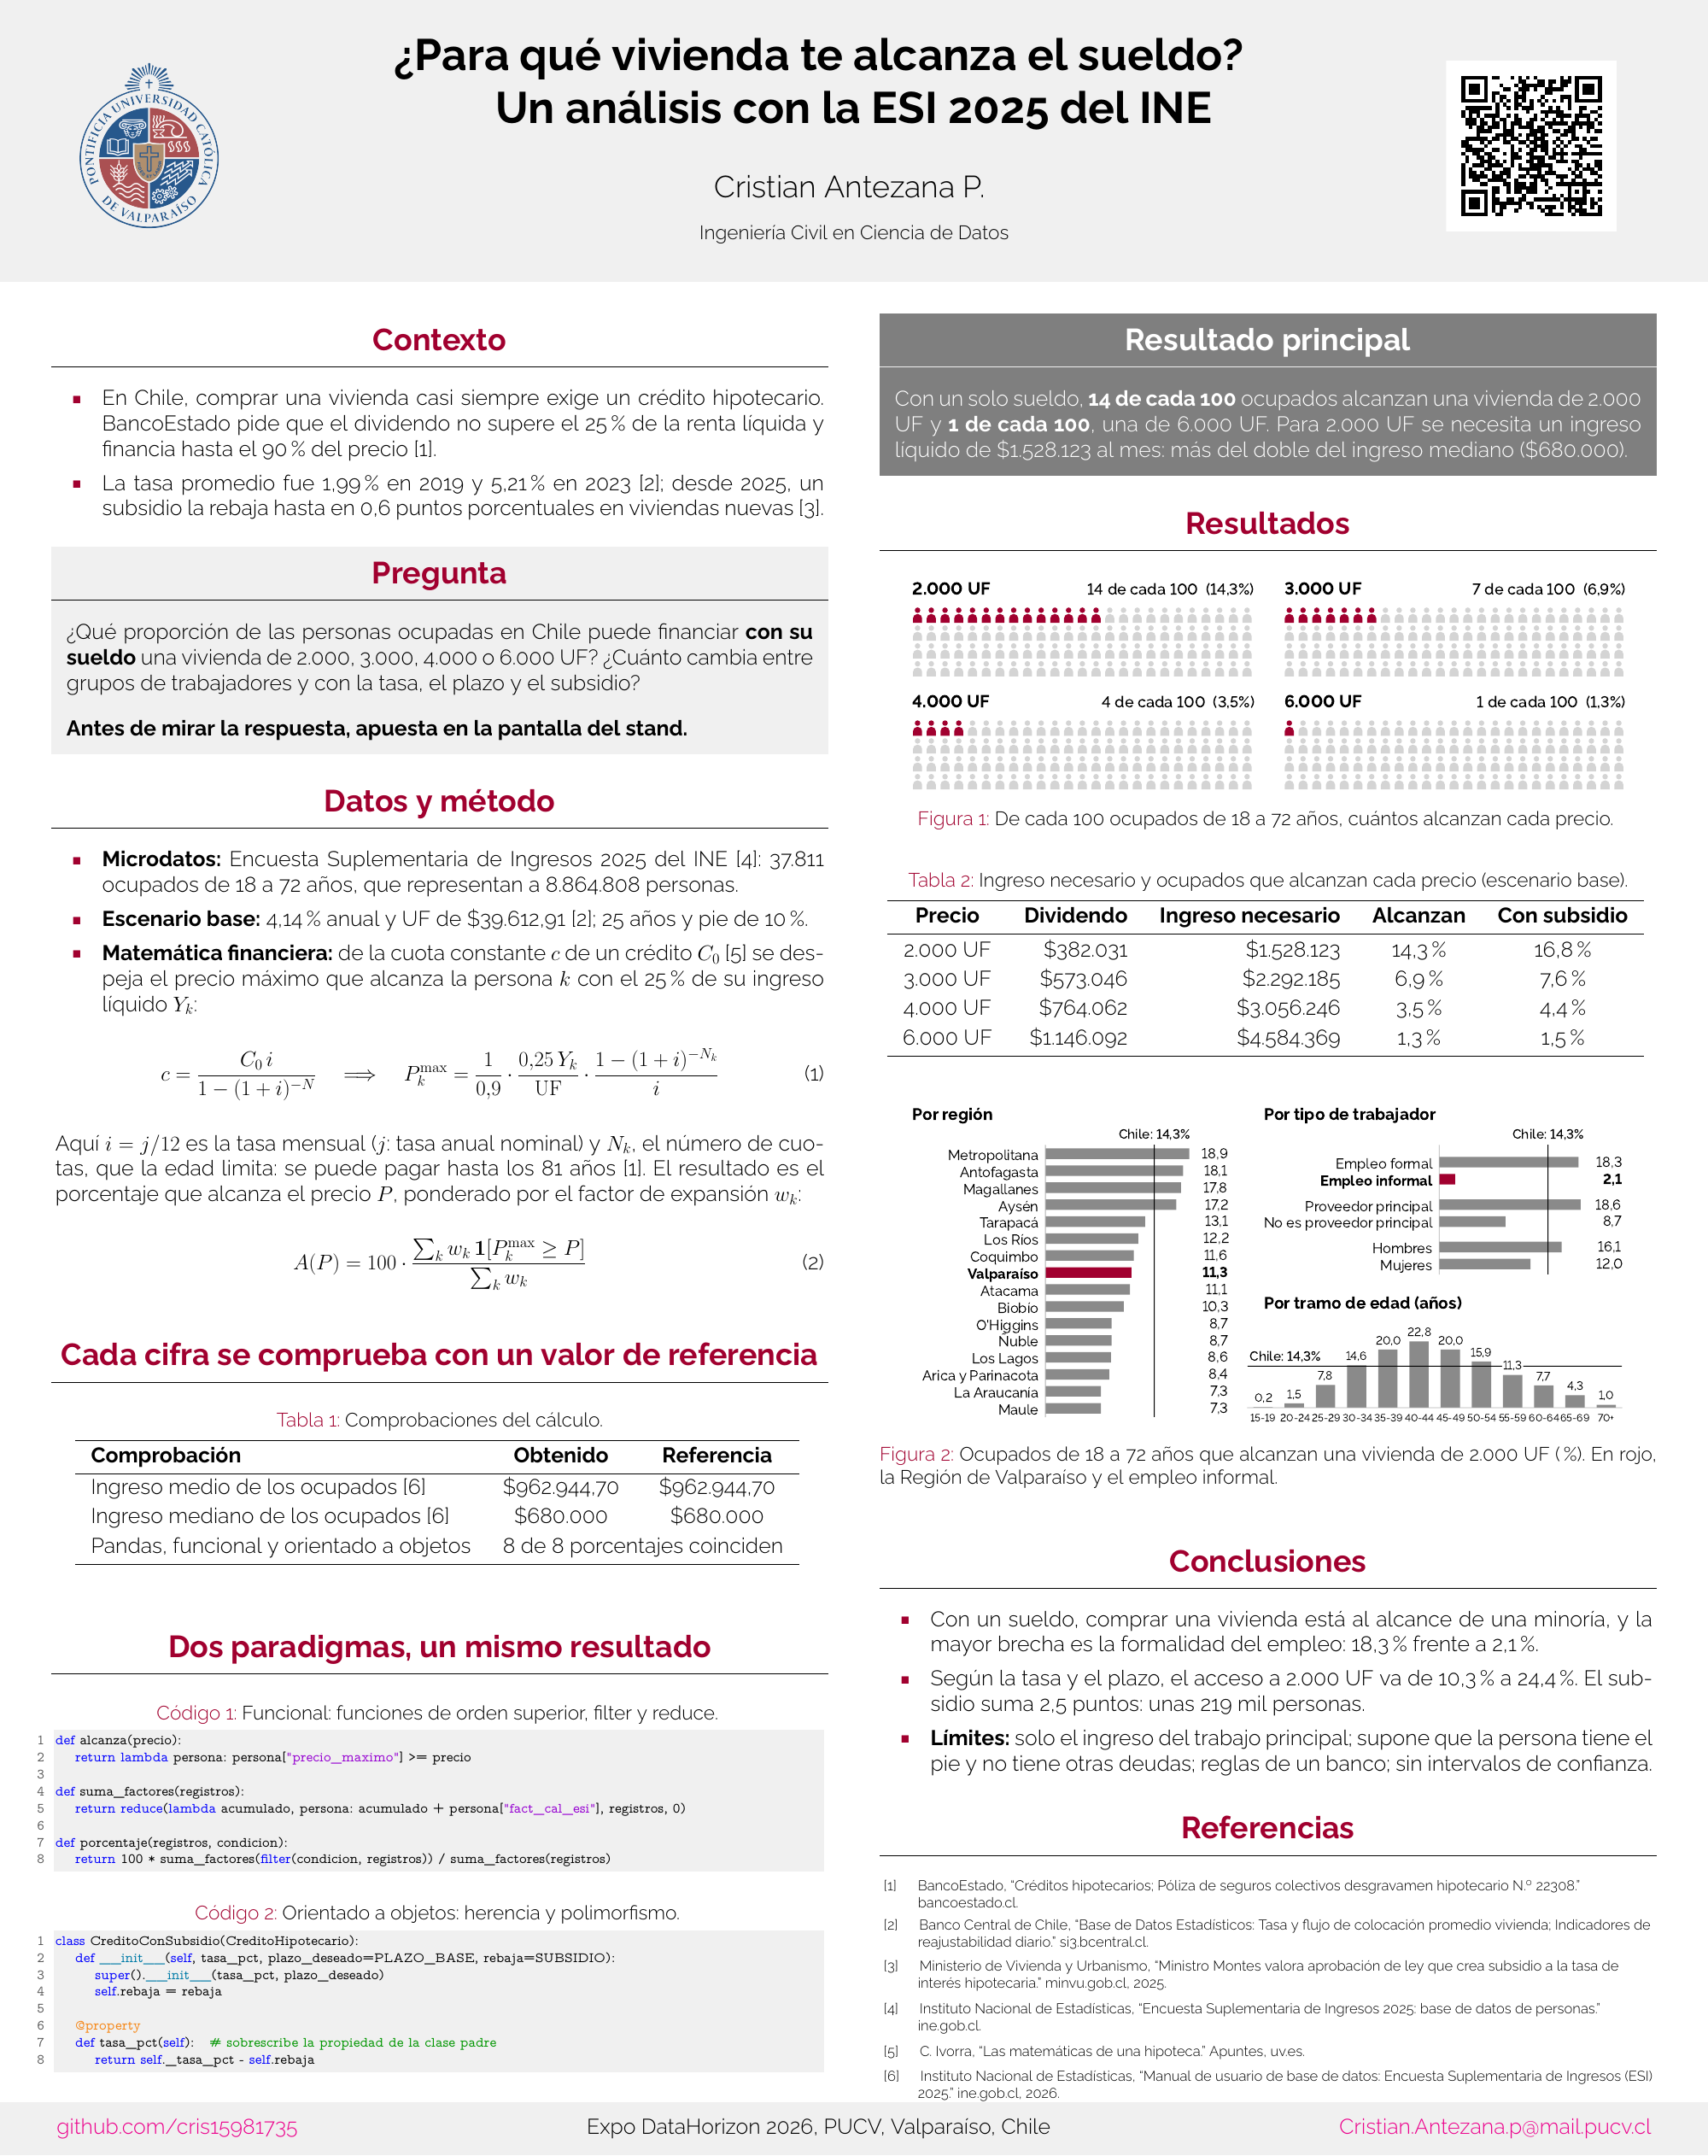 ¿Para qué vivienda te alcanza el sueldo?
Un análisis con la ESI 2025 del INE
Cristian Antezana P.
Ingeniería Civil en Ciencia de Datos
PONTIFICIA UNIVERSIDAD CATÓLICA
DE VALPARAÍSO
Contexto
En Chile, comprar una vivienda casi siempre exige un crédito hipotecario.
BancoEstado pide que el dividendo no supere el 25 % de la renta líquida y
financia hasta el 90 % del precio [1].
La tasa promedio fue 1,99 % en 2019 y 5,21 % en 2023 [2]; desde 2025, un
subsidio la rebaja hasta en 0,6 puntos porcentuales en viviendas nuevas [3].
Pregunta
¿Qué proporción de las personas ocupadas en Chile puede financiar con su
sueldo una vivienda de 2.000, 3.000, 4.000 o 6.000 UF? ¿Cuánto cambia entre
grupos de trabajadores y con la tasa, el plazo y el subsidio?
Antes de mirar la respuesta, apuesta en la pantalla del stand.
Datos y método
Microdatos: Encuesta Suplementaria de Ingresos 2025 del INE [4]: 37.811
ocupados de 18 a 72 años, que representan a 8.864.808 personas.
Escenario base: 4,14 % anual y UF de $39.612,91 [2]; 25 años y pie de 10 %.
Matemática financiera: de la cuota constante c de un crédito C₀ [5] se des-
peja el precio máximo que alcanza la persona k con el 25 % de su ingreso
líquido Yₖ:
c = C₀ i / (1 − (1 + i)^−N) ⟹ Pₖ^max = 1/0,9 · 0,25 Yₖ/UF · (1 − (1 + i)^−Nₖ)/i (1)
Aquí i = j/12 es la tasa mensual (j: tasa anual nominal) y Nₖ, el número de cuo-
tas, que la edad limita: se puede pagar hasta los 81 años [1]. El resultado es el
porcentaje que alcanza el precio P, ponderado por el factor de expansión wₖ:
A(P) = 100 · ∑ₖ wₖ 1[Pₖ^max ≥ P] / ∑ₖ wₖ (2)
Cada cifra se comprueba con un valor de referencia
Tabla 1: Comprobaciones del cálculo.
Comprobación Obtenido Referencia
Ingreso medio de los ocupados [6] $962.944,70 $962.944,70
Ingreso mediano de los ocupados [6] $680.000 $680.000
Pandas, funcional y orientado a objetos 8 de 8 porcentajes coinciden
Dos paradigmas, un mismo resultado
Código 1: Funcional: funciones de orden superior, filter y reduce.
1 def alcanza(precio):
2 return lambda persona: persona["precio_maximo"] >= precio
3
4 def suma_factores(registros):
5 return reduce(lambda acumulado, persona: acumulado + persona["fact_cal_esi"], registros, 0)
6
7 def porcentaje(registros, condicion):
8 return 100 * suma_factores(filter(condicion, registros)) / suma_factores(registros)
Código 2: Orientado a objetos: herencia y polimorfismo.
1 class CreditoConSubsidio(CreditoHipotecario):
2 def __init__(self, tasa_pct, plazo_deseado=PLAZO_BASE, rebaja=SUBSIDIO):
3 super().__init__(tasa_pct, plazo_deseado)
4 self.rebaja = rebaja
5
6 @property
7 def tasa_pct(self): # sobrescribe la propiedad de la clase padre
8 return self._tasa_pct - self.rebaja
Resultado principal
Con un solo sueldo, 14 de cada 100 ocupados alcanzan una vivienda de 2.000
UF y 1 de cada 100, una de 6.000 UF. Para 2.000 UF se necesita un ingreso
líquido de $1.528.123 al mes: más del doble del ingreso mediano ($680.000).
Resultados
2.000 UF 14 de cada 100 (14,3%)
3.000 UF 7 de cada 100 (6,9%)
4.000 UF 4 de cada 100 (3,5%)
6.000 UF 1 de cada 100 (1,3%)
Figura 1: De cada 100 ocupados de 18 a 72 años, cuántos alcanzan cada precio.
Tabla 2: Ingreso necesario y ocupados que alcanzan cada precio (escenario base).
Precio Dividendo Ingreso necesario Alcanzan Con subsidio
2.000 UF $382.031 $1.528.123 14,3 % 16,8 %
3.000 UF $573.046 $2.292.185 6,9 % 7,6 %
4.000 UF $764.062 $3.056.246 3,5 % 4,4 %
6.000 UF $1.146.092 $4.584.369 1,3 % 1,5 %
Por región
Chile: 14,3%
Metropolitana 18,9
Antofagasta 18,1
Magallanes 17,8
Aysén 17,2
Tarapacá 13,1
Los Ríos 12,2
Coquimbo 11,6
Valparaíso 11,3
Atacama 11,1
Biobío 10,3
O'Higgins 8,7
Ñuble 8,7
Los Lagos 8,6
Arica y Parinacota 8,4
La Araucanía 7,3
Maule 7,3
Por tipo de trabajador
Chile: 14,3%
Empleo formal 18,3
Empleo informal 2,1
Proveedor principal 18,6
No es proveedor principal 8,7
Hombres 16,1
Mujeres 12,0
Por tramo de edad (años)
Chile: 14,3%
0,2 1,5 7,8 14,6 20,0 22,8 20,0 15,9 11,3 7,7 4,3 1,0
15-19 20-24 25-29 30-34 35-39 40-44 45-49 50-54 55-59 60-64 65-69 70+
Figura 2: Ocupados de 18 a 72 años que alcanzan una vivienda de 2.000 UF (%). En rojo,
la Región de Valparaíso y el empleo informal.
Conclusiones
Con un sueldo, comprar una vivienda está al alcance de una minoría, y la
mayor brecha es la formalidad del empleo: 18,3 % frente a 2,1 %.
Según la tasa y el plazo, el acceso a 2.000 UF va de 10,3 % a 24,4 %. El sub-
sidio suma 2,5 puntos: unas 219 mil personas.
Límites: solo el ingreso del trabajo principal; supone que la persona tiene el
pie y no tiene otras deudas; reglas de un banco; sin intervalos de confianza.
Referencias
[1] BancoEstado, “Créditos hipotecarios; Póliza de seguros colectivos desgravamen hipotecario N.º 22308.”
bancoestado.cl.
[2] Banco Central de Chile, “Base de Datos Estadísticos: Tasa y flujo de colocación promedio vivienda; Indicadores de
reajustabilidad diario.” si3.bcentral.cl.
[3] Ministerio de Vivienda y Urbanismo, “Ministro Montes valora aprobación de ley que crea subsidio a la tasa de
interés hipotecaria.” minvu.gob.cl, 2025.
[4] Instituto Nacional de Estadísticas, “Encuesta Suplementaria de Ingresos 2025: base de datos de personas.”
ine.gob.cl.
[5] C. Ivorra, “Las matemáticas de una hipoteca.” Apuntes, uv.es.
[6] Instituto Nacional de Estadísticas, “Manual de usuario de base de datos: Encuesta Suplementaria de Ingresos (ESI)
2025.” ine.gob.cl, 2026.
github.com/cris15981735 Expo DataHorizon 2026, PUCV, Valparaíso, Chile Cristian.Antezana.p@mail.pucv.cl